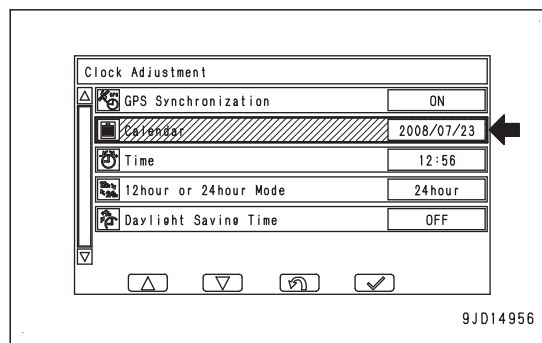 Clock Adjustment
GPS Synchronization ON
Calendar 2008/07/23
Time 12:56
12hour or 24hour Mode 24hour
Daylight Saving Time OFF
9JD14956